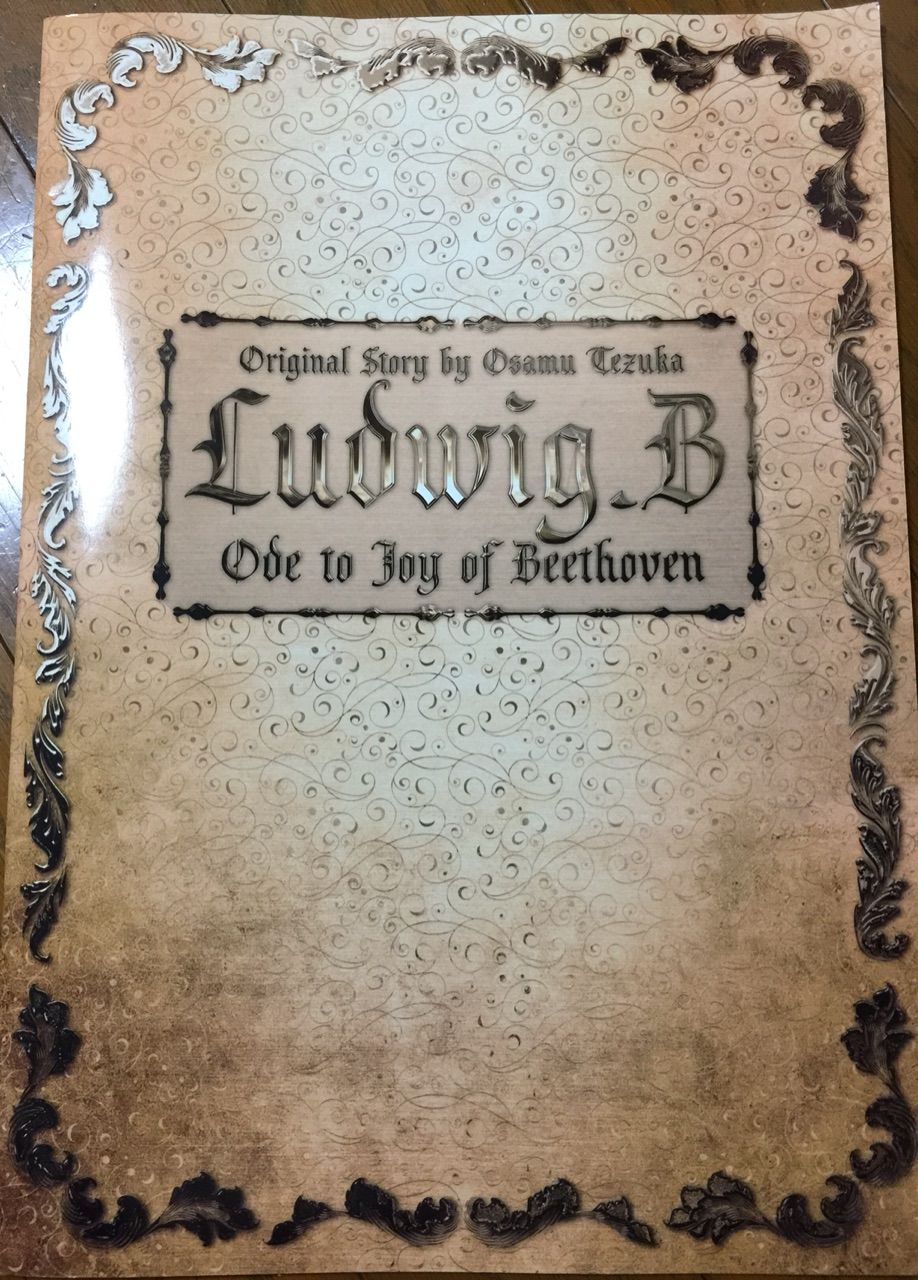 Original Story by Osamu Tezuka
Ludwig.B
Ode to Joy of Beethoven